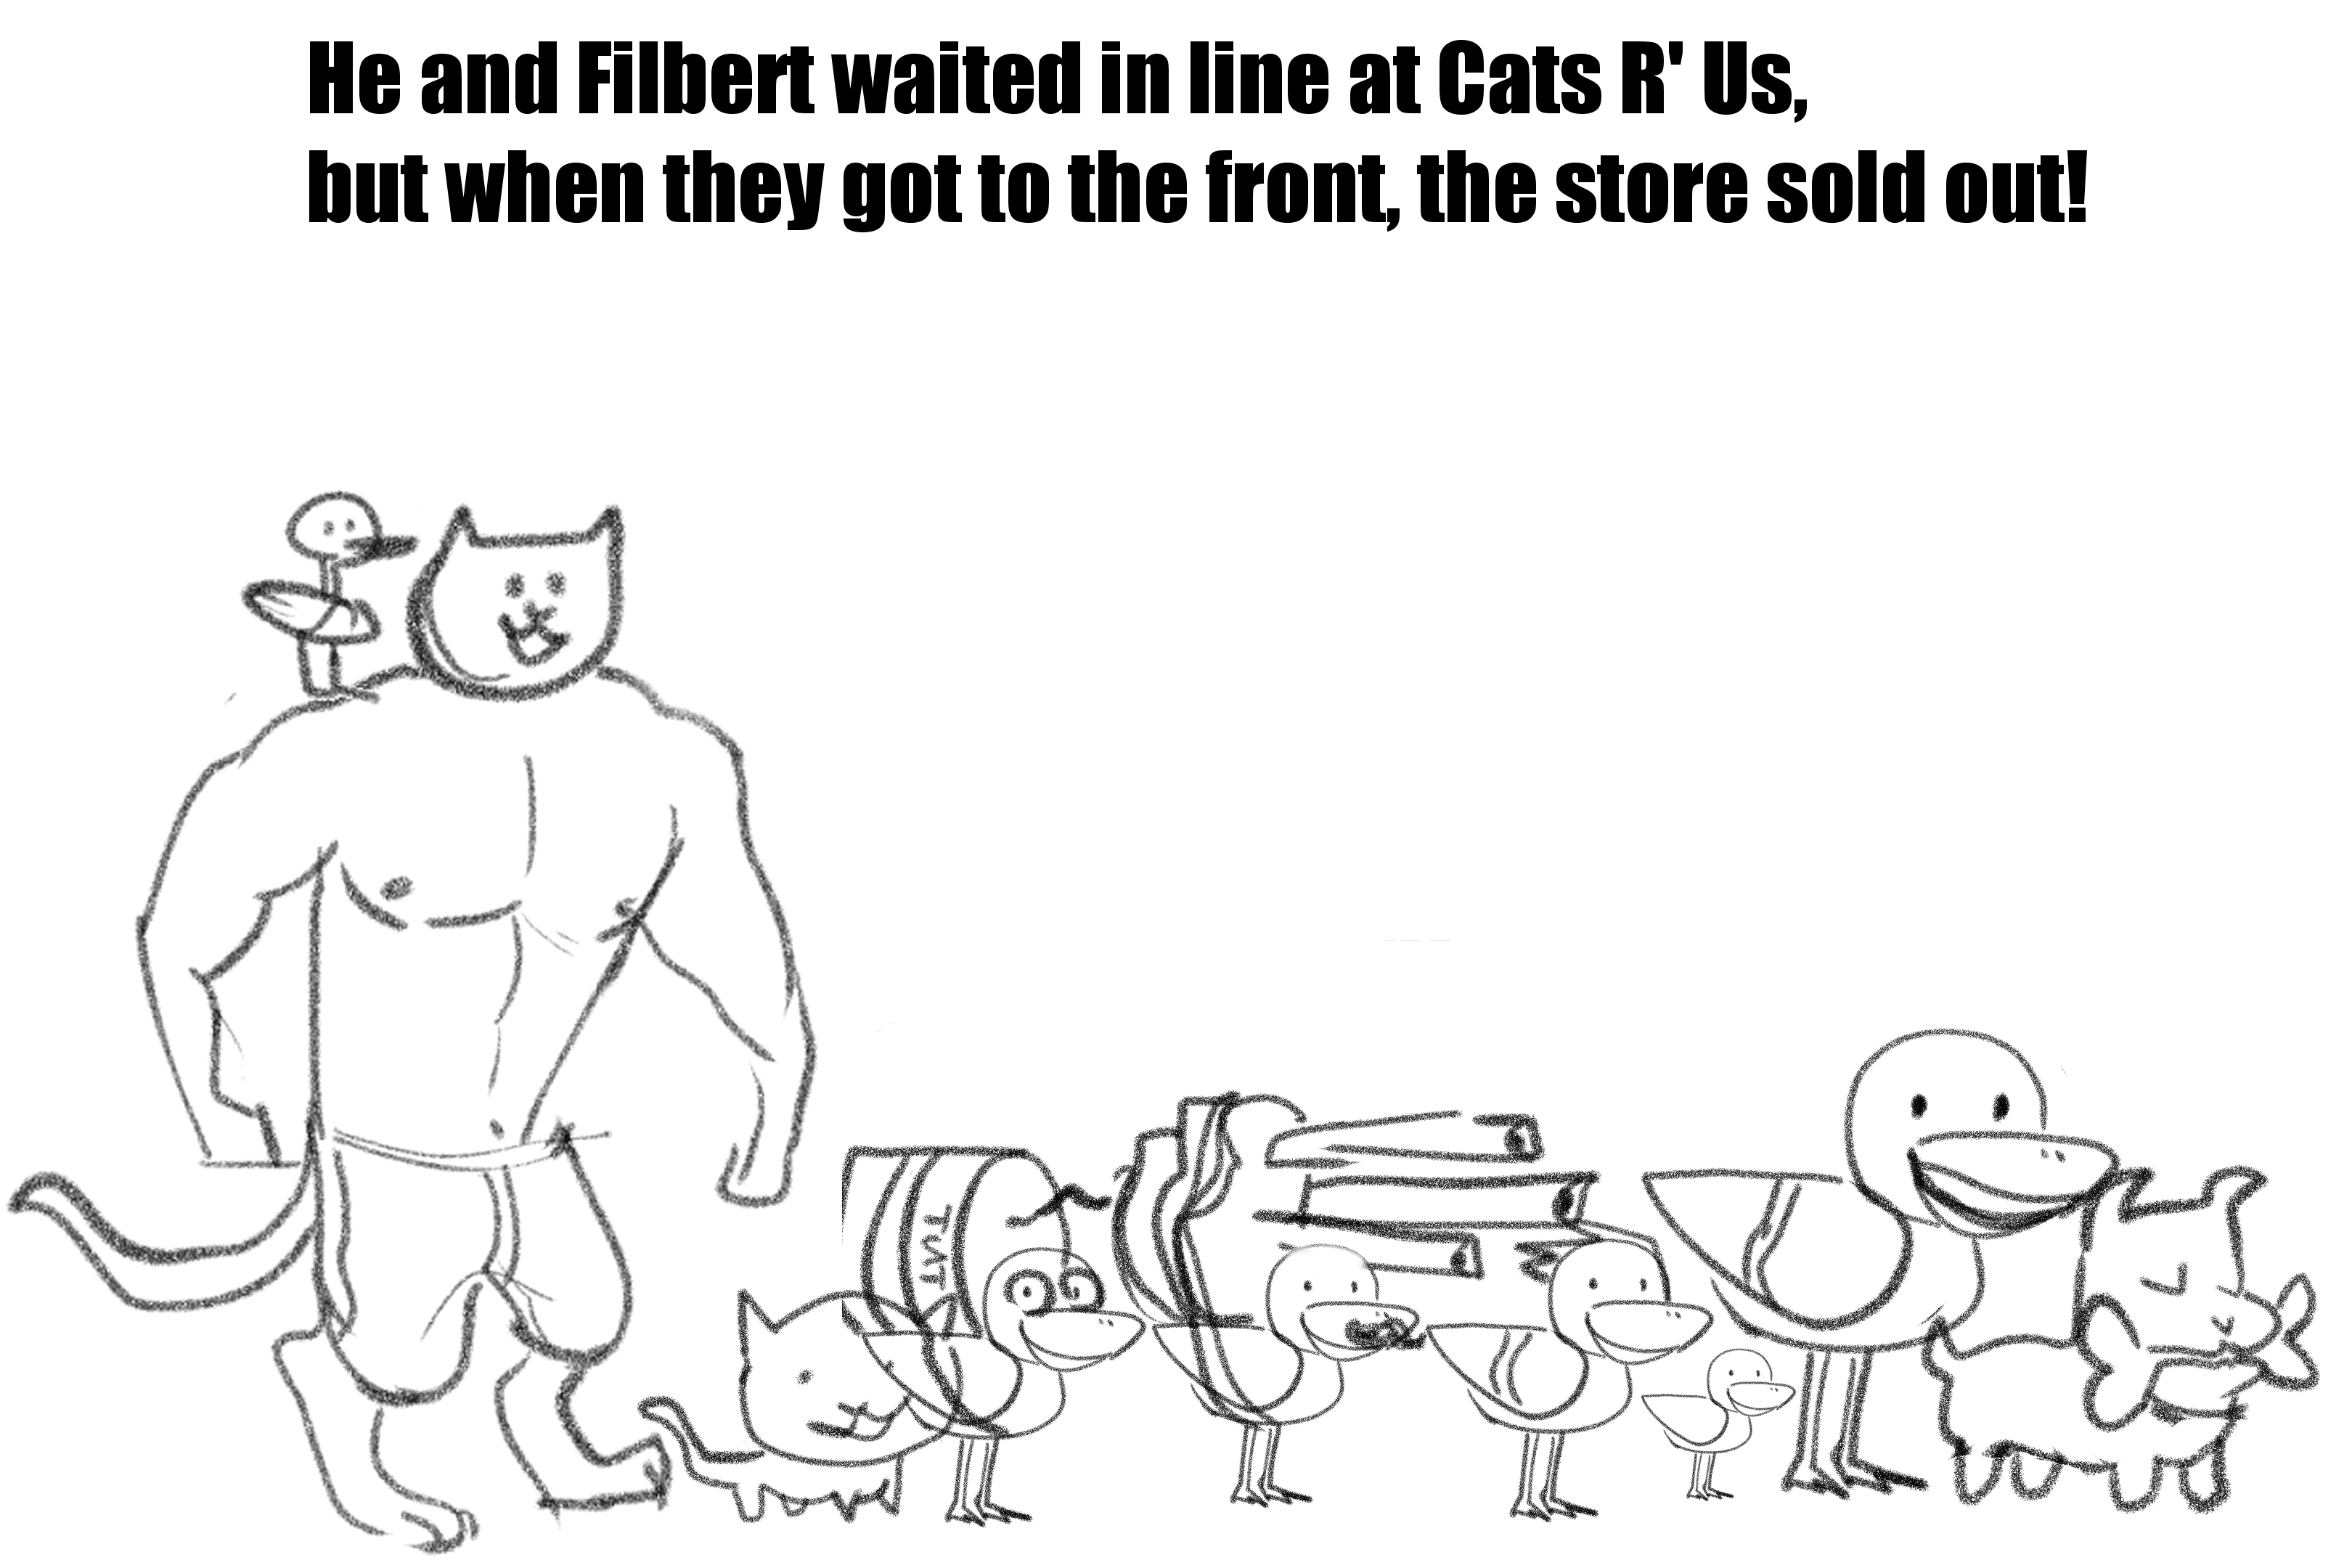 He and Filbert waited in line at Cats R' Us,
but when they got to the front, the store sold out!